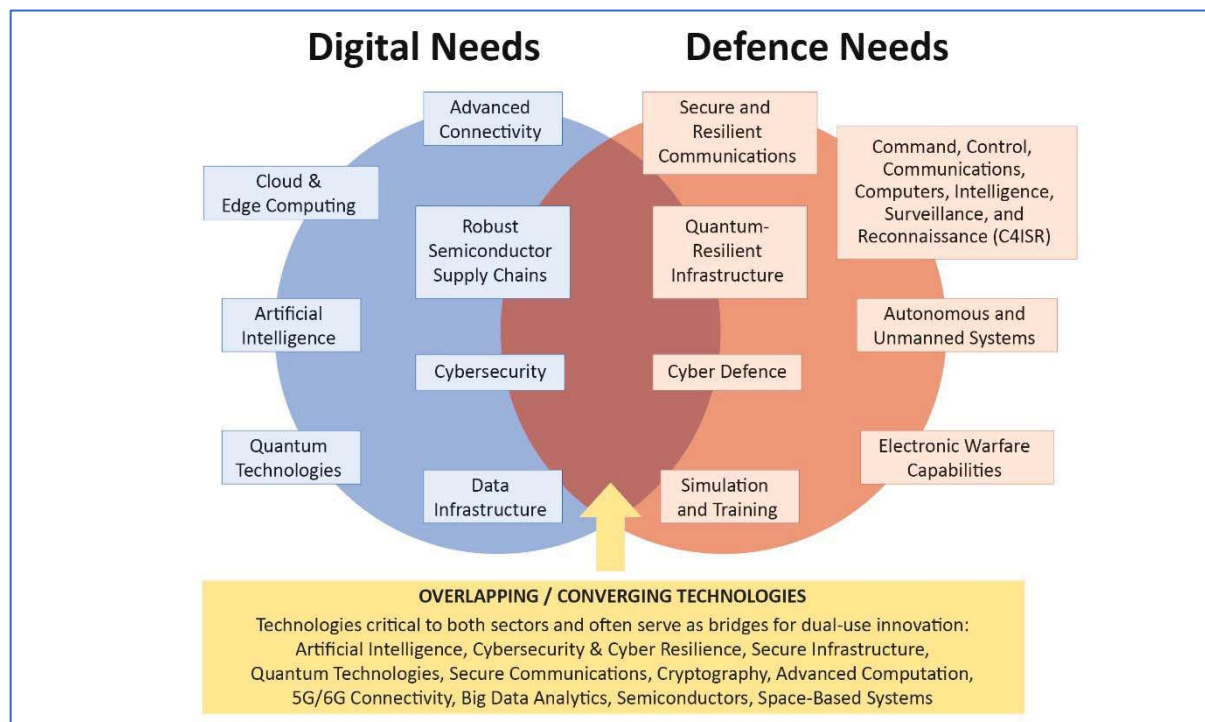 Digital Needs
Defence Needs
Advanced
Connectivity
Cloud &
Edge Computing
Robust
Semiconductor
Supply Chains
Artificial
Intelligence
Cybersecurity
Quantum
Technologies
Data
Infrastructure
Secure and
Resilient
Communications
Command, Control,
Communications,
Computers, Intelligence,
Surveillance, and
Reconnaissance (C4ISR)
Quantum-
Resilient
Infrastructure
Autonomous and
Unmanned Systems
Cyber Defence
Electronic Warfare
Capabilities
Simulation
and Training
OVERLAPPING / CONVERGING TECHNOLOGIES
Technologies critical to both sectors and often serve as bridges for dual-use innovation:
Artificial Intelligence, Cybersecurity & Cyber Resilience, Secure Infrastructure,
Quantum Technologies, Secure Communications, Cryptography, Advanced Computation,
5G/6G Connectivity, Big Data Analytics, Semiconductors, Space-Based Systems